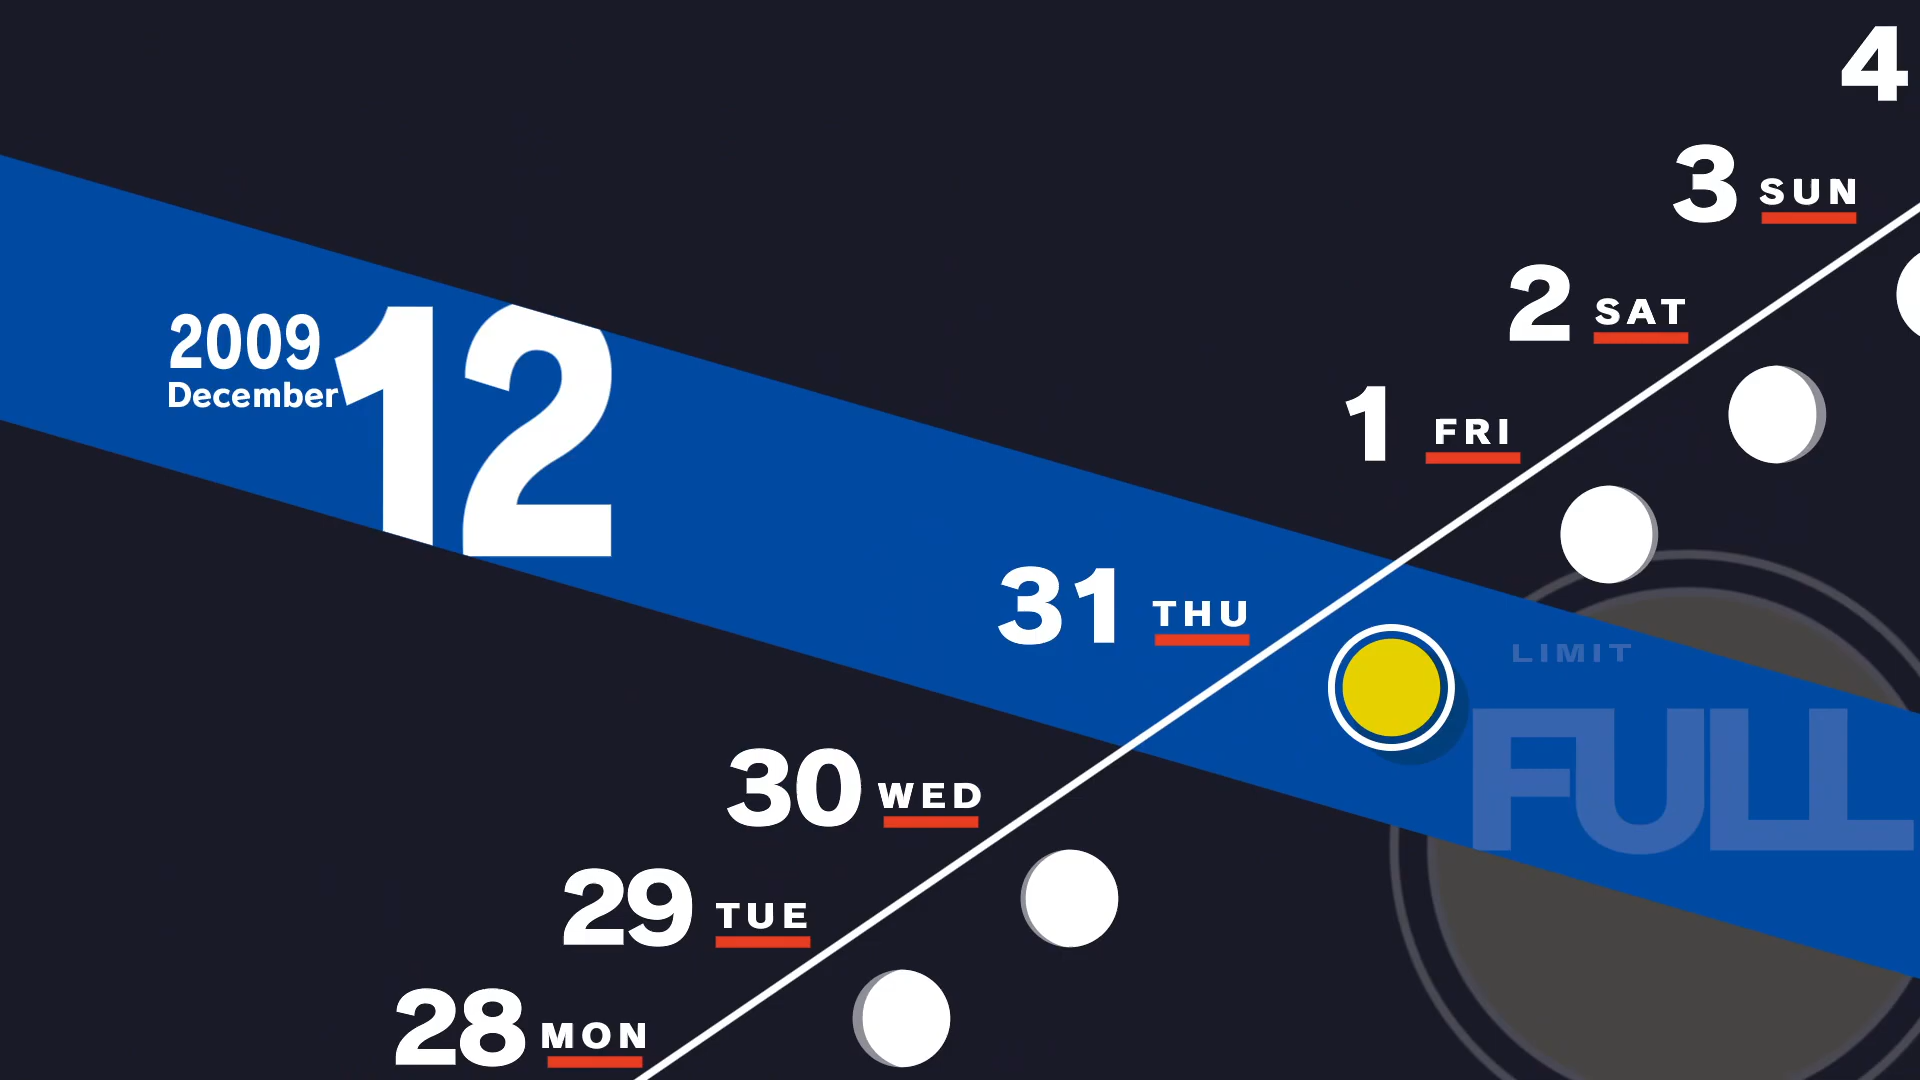 4
3 SUN
2 SAT
1 FRI
2009
December
12
31 THU
LIMIT
FULL
30 WED
29 TUE
28 MON